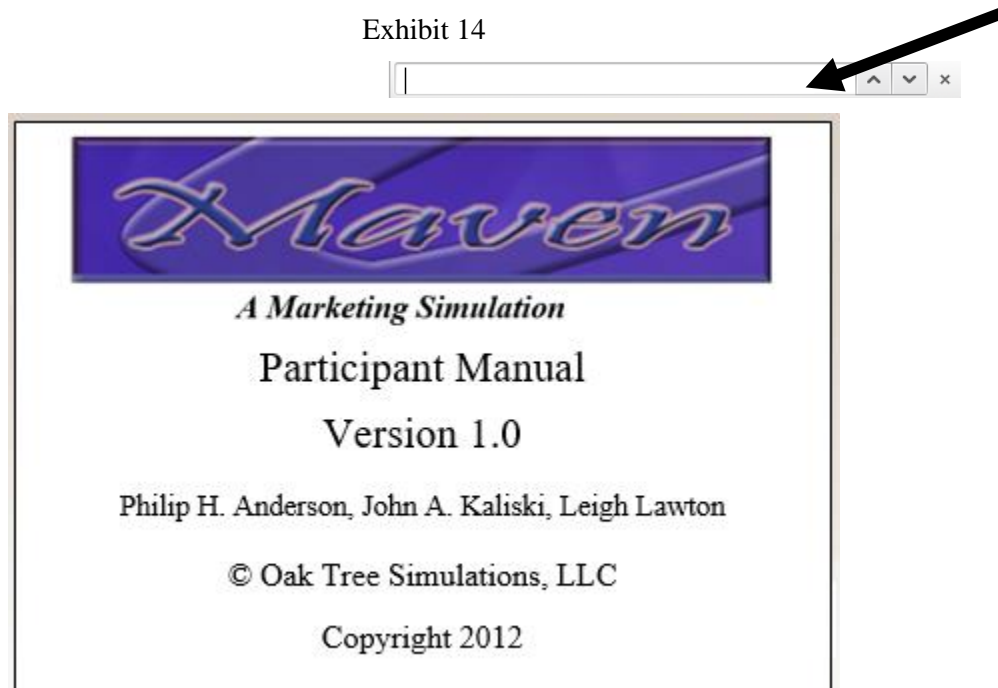 Exhibit 14
Maven
A Marketing Simulation
Participant Manual
Version 1.0
Philip H. Anderson, John A. Kaliski, Leigh Lawton
© Oak Tree Simulations, LLC
Copyright 2012